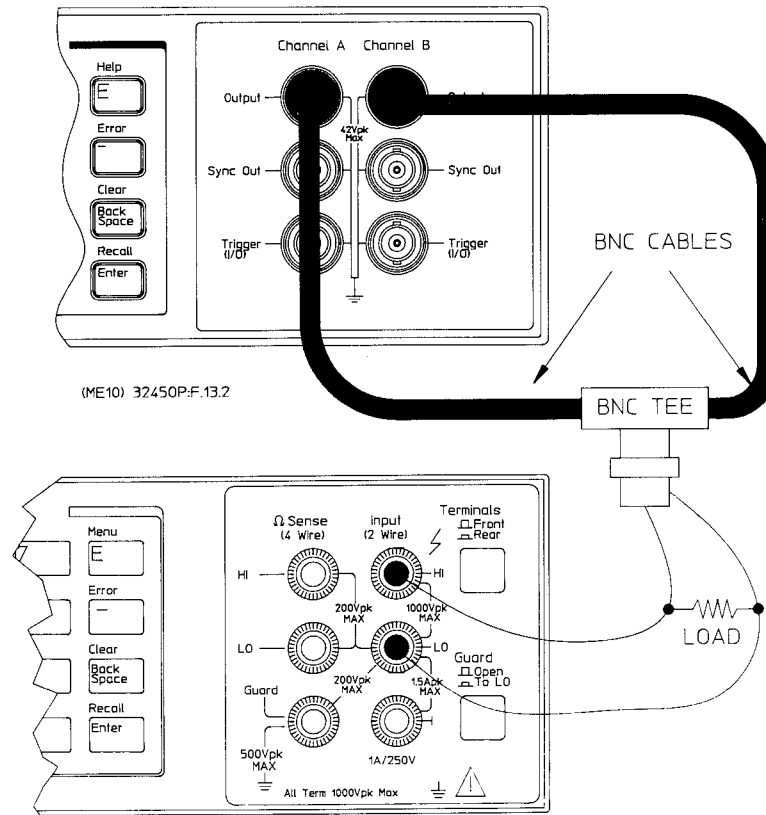 Channel A Channel B
Help
E
Output
42Vpk
Max
Error
-
Sync Out Sync Out
Clear
Back
Space
Recall
Enter
Trigger
(I/O)
Trigger
(I/O)
BNC CABLES
(ME10) 32450P:F.13.2
BNC TEE
Menu
E
Error
-
Clear
Back
Space
Recall
Enter
Ω Sense
(4 Wire)
Input
(2 Wire)
Terminals
Front
Rear
HI HI
200Vpk
MAX
1000Vpk
MAX
LOAD
LO LO
Guard
Open
To LO
200Vpk
MAX
1.5Apk
MAX
Guard
I
500Vpk
MAX
1A/250V
All Term 1000Vpk Max